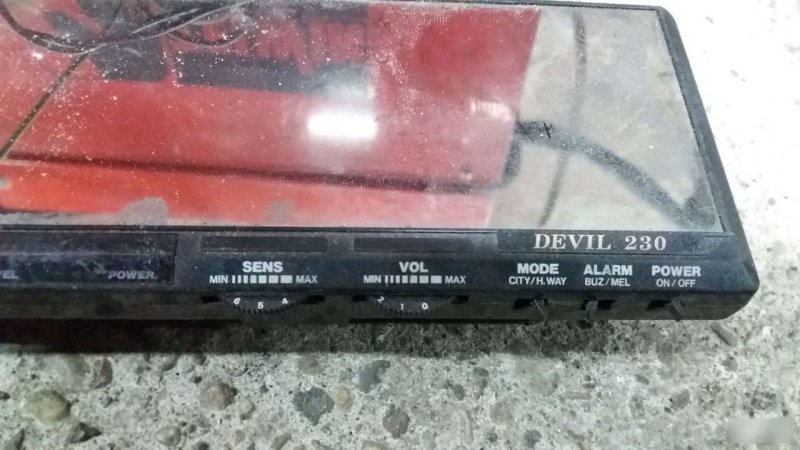 DEVIL 230
POWER
SENS
MIN MAX
6 5 4
VOL
MIN MAX
2 1 0
MODE
CITY/H.WAY
ALARM
BUZ/MEL
POWER
ON/OFF